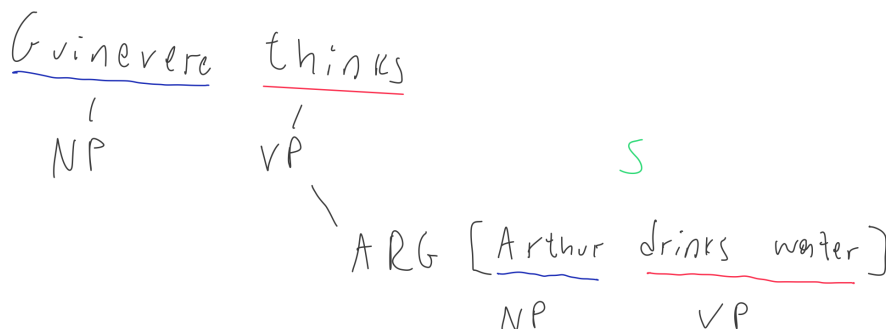 Guinevere thinks
NP VP
S
ARG [Arthur drinks water]
NP VP